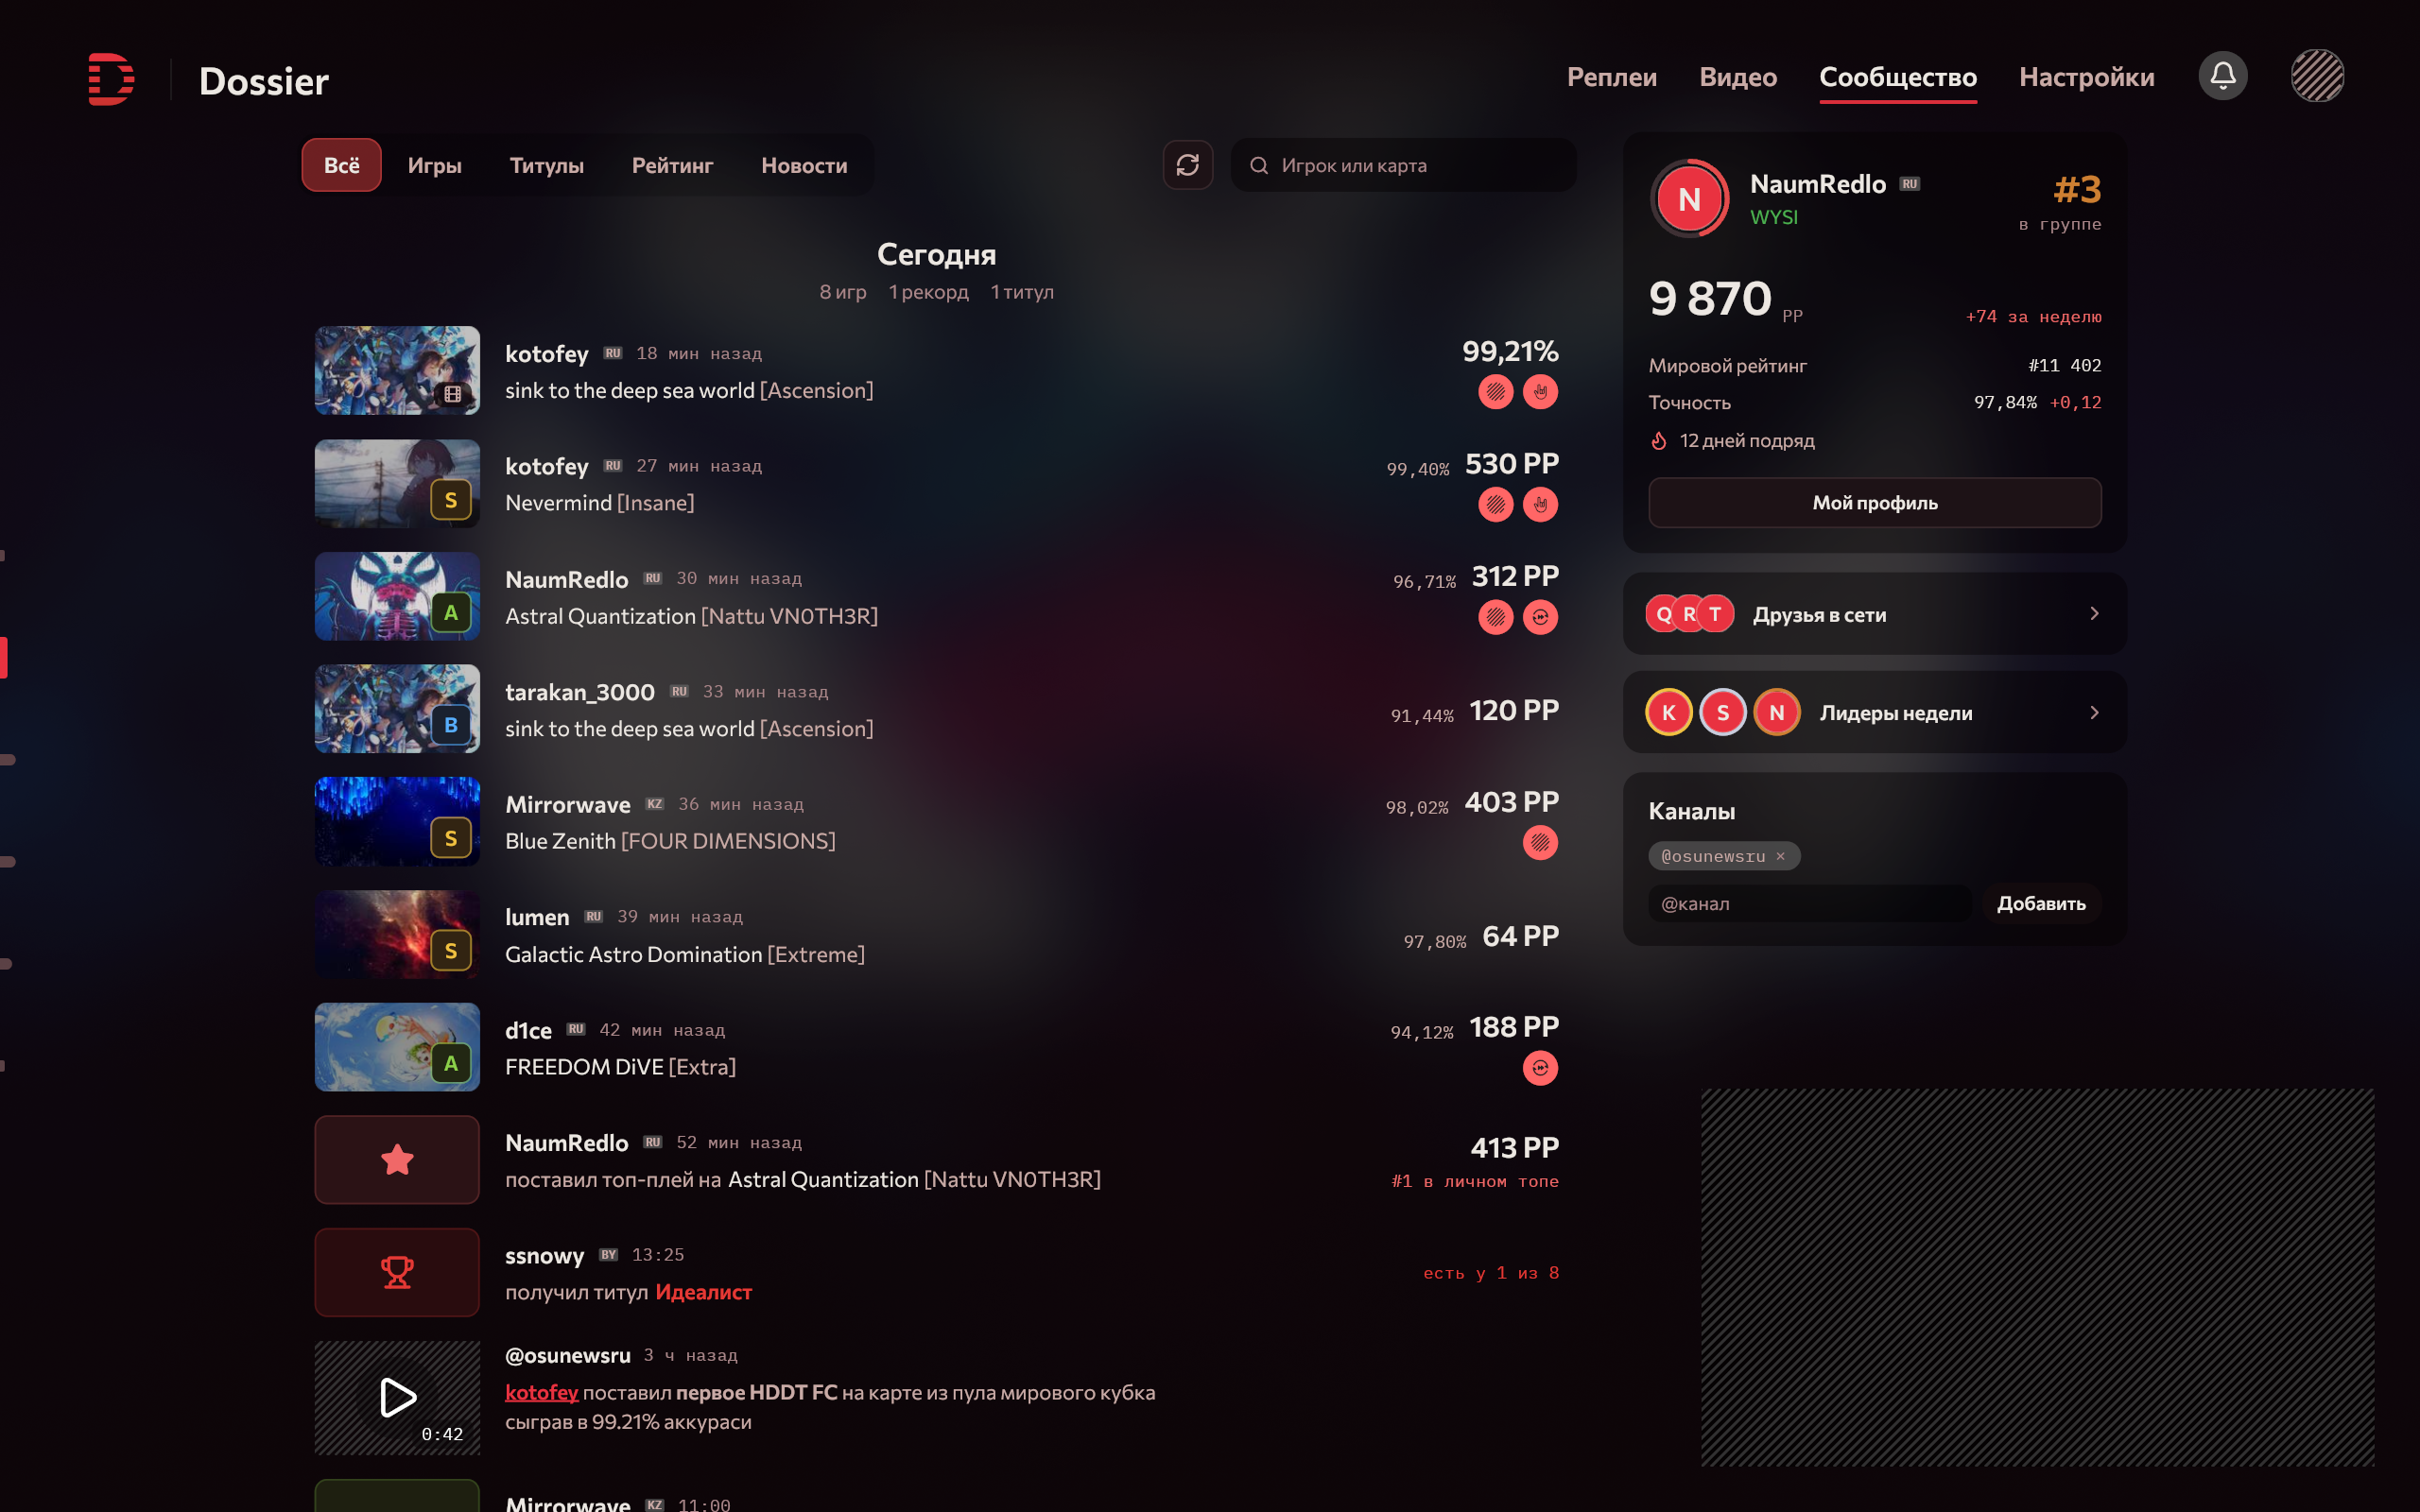 Dossier
Реплеи
Видео
Сообщество
Настройки
Всё
Игры
Титулы
Рейтинг
Новости
Игрок или карта
Сегодня
8 игр 1 рекорд 1 титул
kotofey RU 18 мин назад
sink to the deep sea world [Ascension]
99,21%
kotofey RU 27 мин назад
Nevermind [Insane]
S
99,40% 530 PP
NaumRedlo RU 30 мин назад
Astral Quantization [Nattu VN0TH3R]
A
96,71% 312 PP
tarakan_3000 RU 33 мин назад
sink to the deep sea world [Ascension]
B
91,44% 120 PP
Mirrorwave KZ 36 мин назад
Blue Zenith [FOUR DIMENSIONS]
S
98,02% 403 PP
lumen RU 39 мин назад
Galactic Astro Domination [Extreme]
S
97,80% 64 PP
d1ce RU 42 мин назад
FREEDOM DiVE [Extra]
A
94,12% 188 PP
NaumRedlo RU 52 мин назад
поставил топ-плей на Astral Quantization [Nattu VN0TH3R]
413 PP
#1 в личном топе
ssnowy BY 13:25
получил титул Идеалист
есть у 1 из 8
0:42
@osunewsru 3 ч назад
kotofey поставил первое HDDT FC на карте из пула мирового кубка
сыграв в 99.21% аккураси
Mirrorwave KZ 11:00
N
NaumRedlo RU
WYSI
#3
в группе
9 870 PP
+74 за неделю
Мировой рейтинг #11 402
Точность 97,84% +0,12
12 дней подряд
Мой профиль
Q R T Друзья в сети
K S N Лидеры недели
Каналы
@osunewsru ×
@канал
Добавить